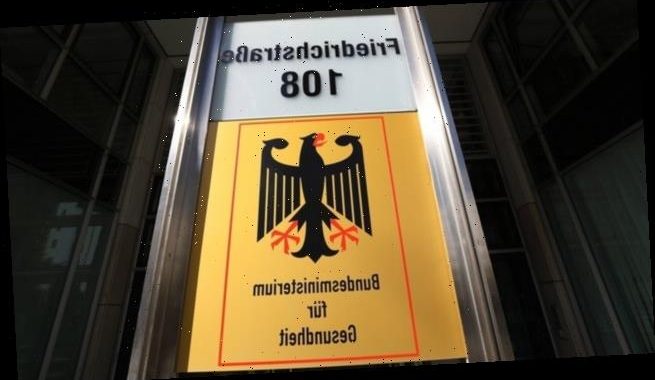 Friedrichstraße
108
Bundesministerium
für
Gesundheit